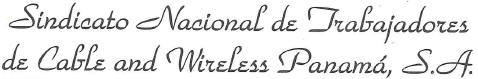 Sindicato Nacional de Trabajadores
de Cable and Wireless Panamá, S.A.